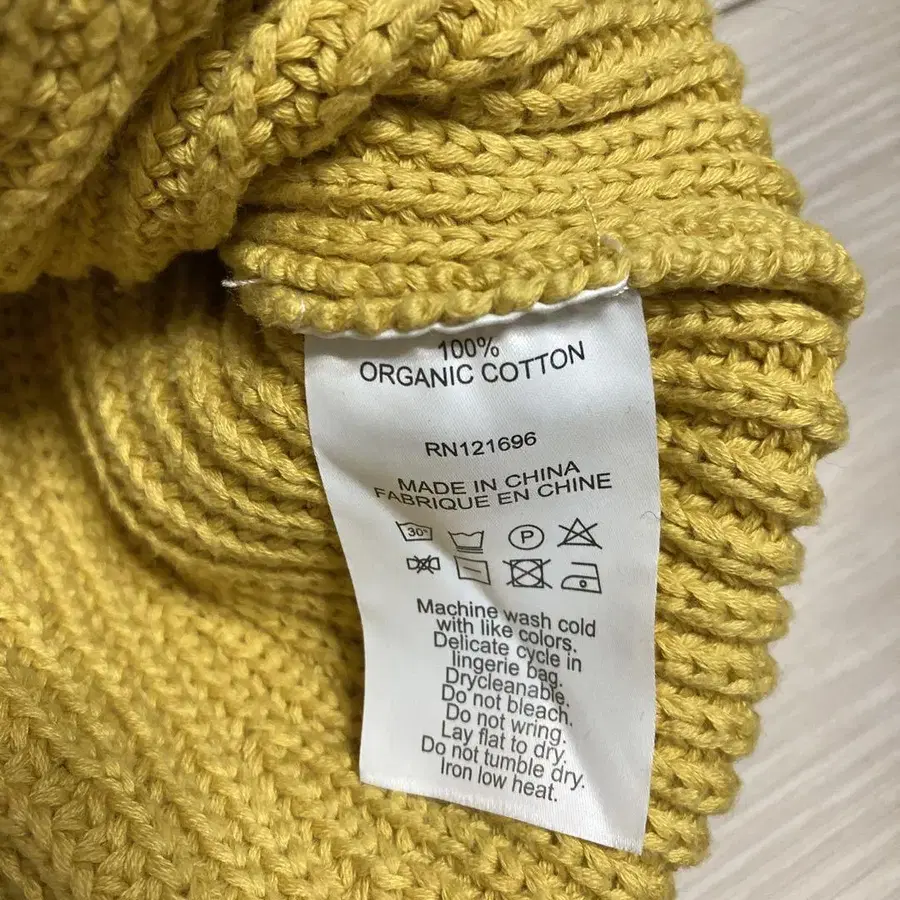 100%
ORGANIC COTTON
RN121696
MADE IN CHINA
FABRIQUE EN CHINE
30°
P
Machine wash cold
with like colors.
Delicate cycle in
lingerie bag.
Drycleanable.
Do not bleach.
Do not wring.
Lay flat to dry.
Do not tumble dry.
Iron low heat.